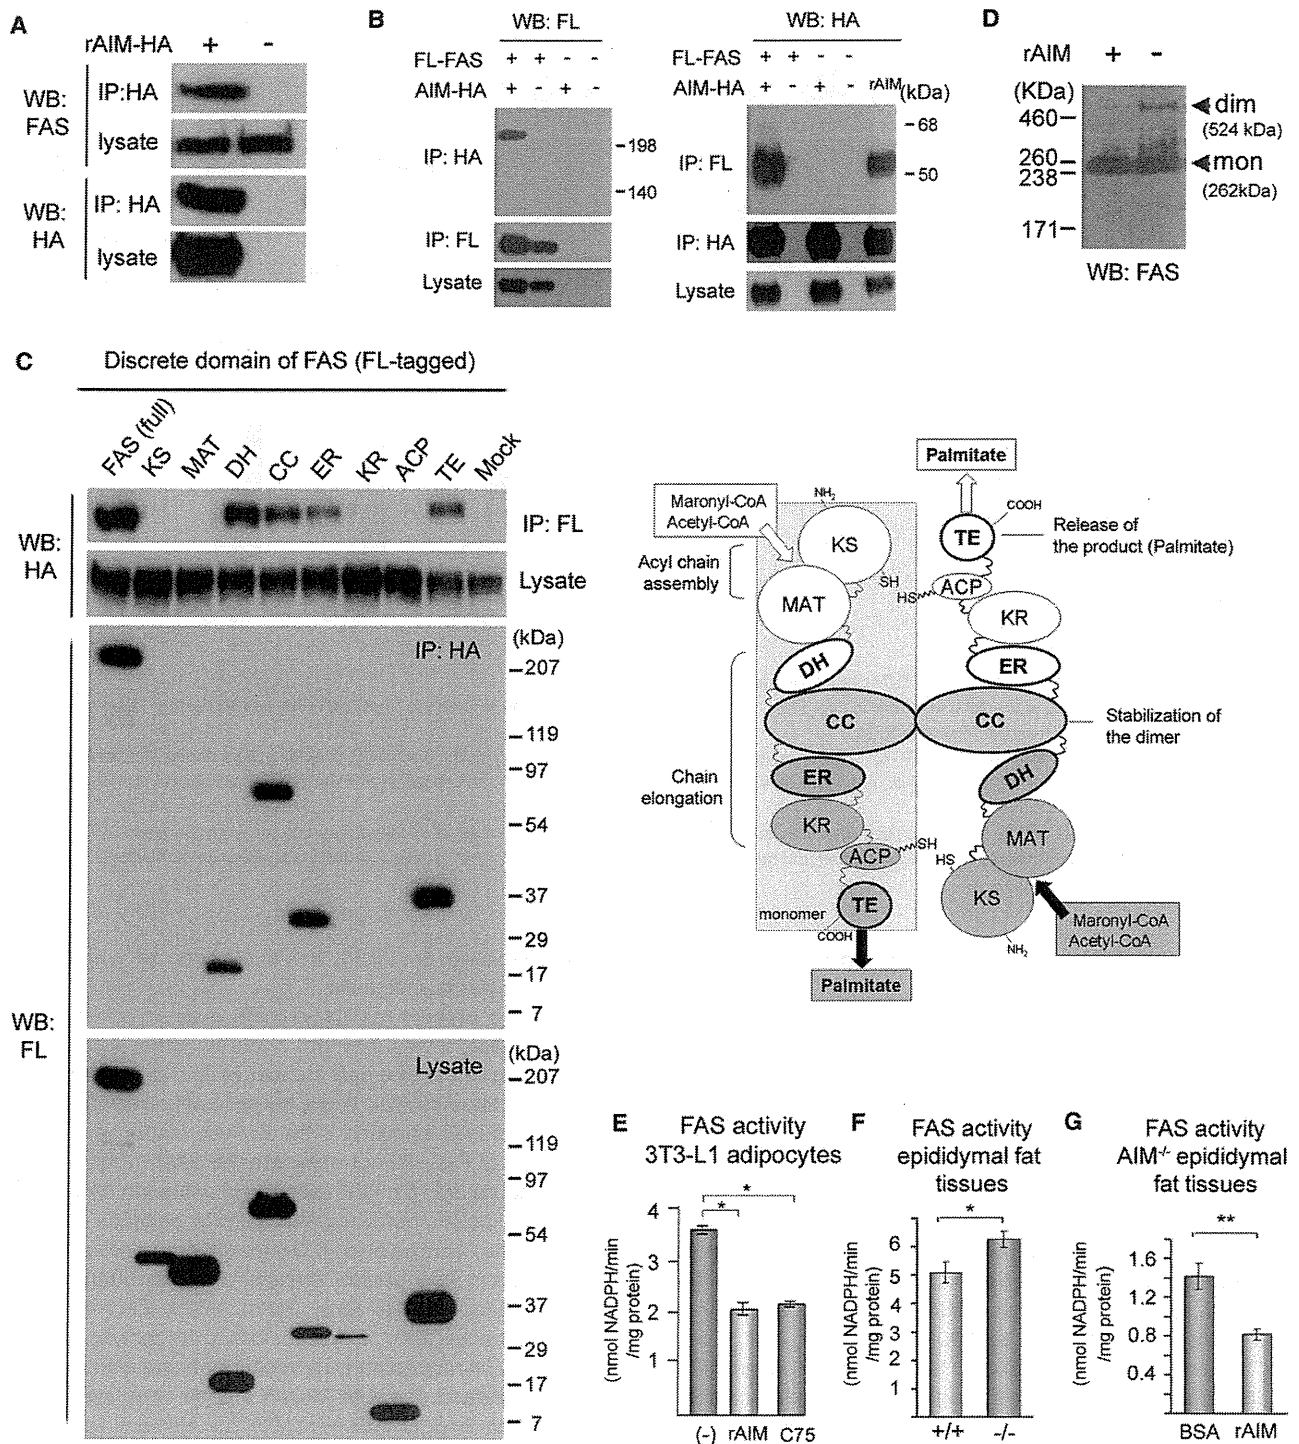 A
rAIM-HA + -
WB: FAS
IP:HA
lysate
WB: HA
IP: HA
lysate
B
WB: FL
FL-FAS + + - -
AIM-HA + - + -
IP: HA
198
140
IP: FL
Lysate
WB: HA
FL-FAS + + - -
AIM-HA + - + - rAIM (kDa)
IP: FL
68
50
IP: HA
Lysate
D
rAIM + -
(KDa)
460
260
238
171
dim
(524 kDa)
mon
(262kDa)
WB: FAS
C
Discrete domain of FAS (FL-tagged)
FAS (full) KS MAT DH CC ER KR ACP TE Mock
WB: HA
IP: FL
Lysate
WB: FL
IP: HA
(kDa)
207
119
97
54
37
29
17
7
Lysate
(kDa)
207
119
97
54
37
29
17
7
Palmitate
Maronyl-CoA
Acetyl-CoA
NH2
COOH
KS
TE
Release of
the product (Palmitate)
Acyl chain
assembly
SH
HS
ACP
MAT
KR
DH
ER
CC
CC
Stabilization of
the dimer
Chain
elongation
ER
DH
KR
MAT
ACP
SH
HS
TE
KS
monomer
COOH
Maronyl-CoA
Acetyl-CoA
NH2
Palmitate
E
FAS activity
3T3-L1 adipocytes
(nmol NADPH/min
/mg protein)
4
3
2
1
*
*
(-) rAIM C75
F
FAS activity
epididymal fat
tissues
(nmol NADPH/min
/mg protein)
6
5
4
3
2
1
*
+/+ -/-
G
FAS activity
AIM-/- epididymal
fat tissues
(nmol NADPH/min
/mg protein)
1.6
1.2
0.8
0.4
**
BSA rAIM